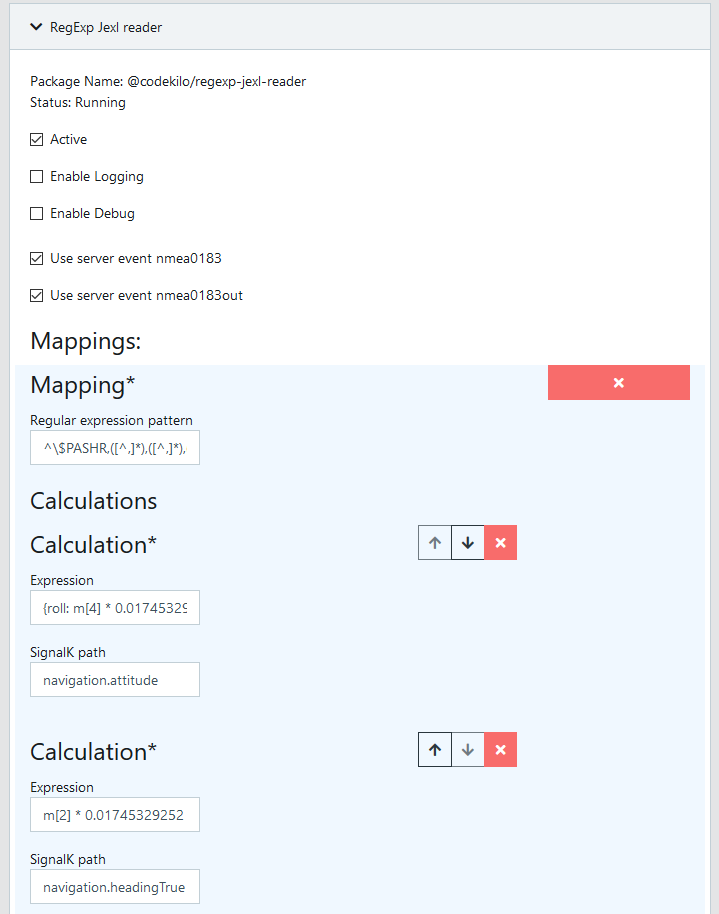 RegExp Jexl reader
Package Name: @codekilo/regexp-jexl-reader
Status: Running
Active
Enable Logging
Enable Debug
Use server event nmea0183
Use server event nmea0183out
Mappings:
Mapping*
Regular expression pattern
^\$PASHR,([^,]*),([^,]*),
Calculations
Calculation*
Expression
{roll: m[4] * 0.01745329
SignalK path
navigation.attitude
Calculation*
Expression
m[2] * 0.01745329252
SignalK path
navigation.headingTrue